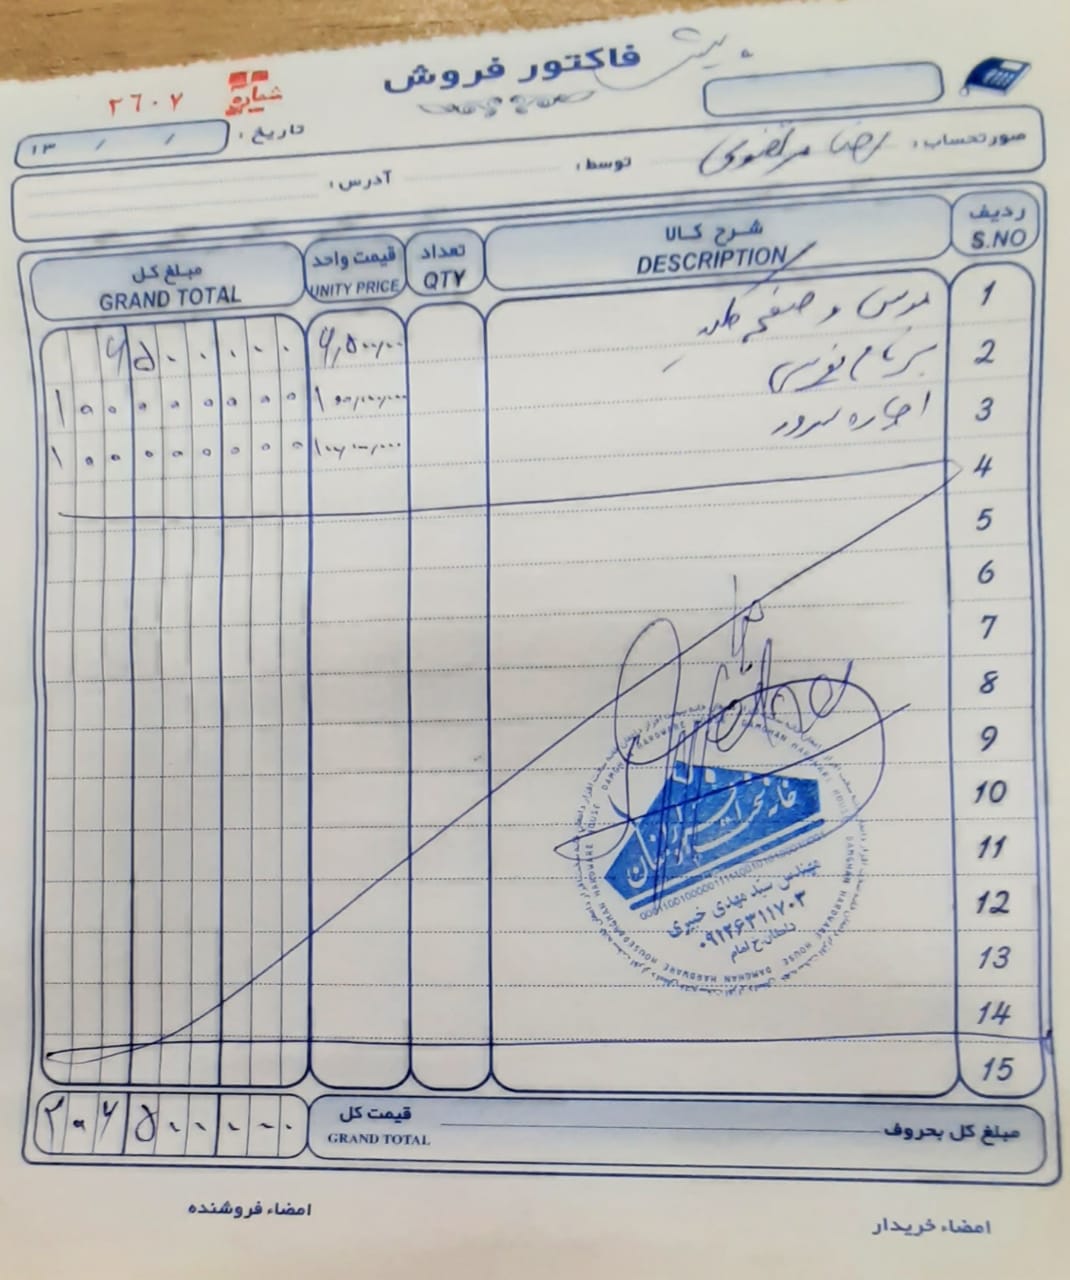 پیش فاکتور فروش
شماره ۲۶۰۷
تاریخ: / / ۱۳
صورتحساب: رضا مرتضوی توسط: آدرس:
ردیف شرح کالا تعداد قیمت واحد مبلغ کل
S.NO DESCRIPTION QTY UNITY PRICE GRAND TOTAL
1 موس و صفحه کلید ۶,۵۰۰,۰۰۰ ۶۵۰۰۰۰۰
2 برنامه نویسی ۱۰۰,۰۰۰,۰۰۰ ۱۰۰۰۰۰۰۰۰
3 اجاره سرور ۱۰۰,۰۰۰,۰۰۰ ۱۰۰۰۰۰۰۰۰
4
5
6
7
8
9
10
11
12
13
14
15
خانه سخت افزار دامغان
مهندس سید مهدی خبیری
۰۹۱۲۶۳۱۱۷۰۳
دامغان.خ امام
DAMGHAN HARDWARE HOUSE
مبلغ کل بحروف قیمت کل ۲۰۶۵۰۰۰۰۰
GRAND TOTAL
امضاء خریدار امضاء فروشنده